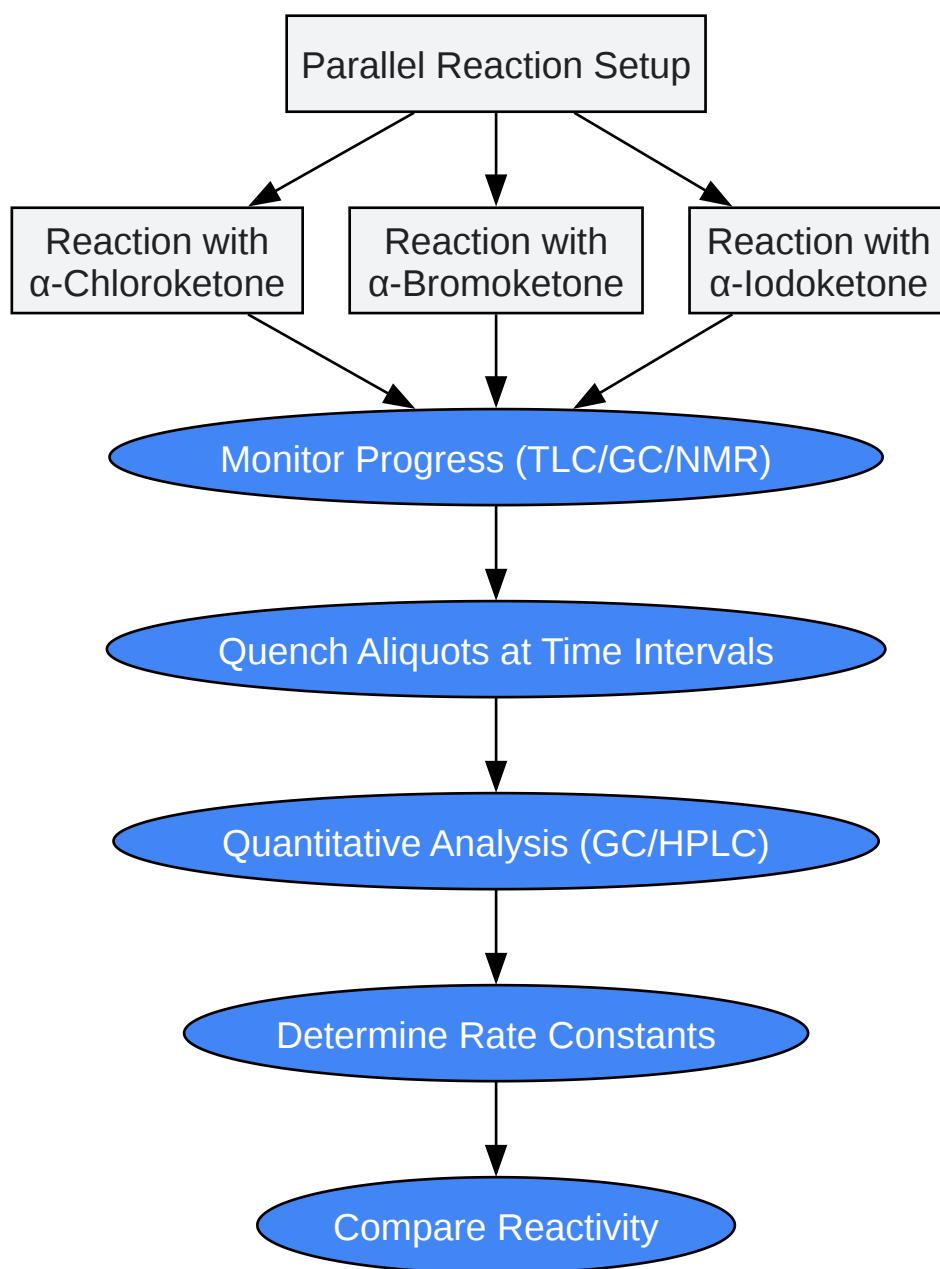 Parallel Reaction Setup
Reaction with
α-Chloroketone
Reaction with
α-Bromoketone
Reaction with
α-Iodoketone
Monitor Progress (TLC/GC/NMR)
Quench Aliquots at Time Intervals
Quantitative Analysis (GC/HPLC)
Determine Rate Constants
Compare Reactivity